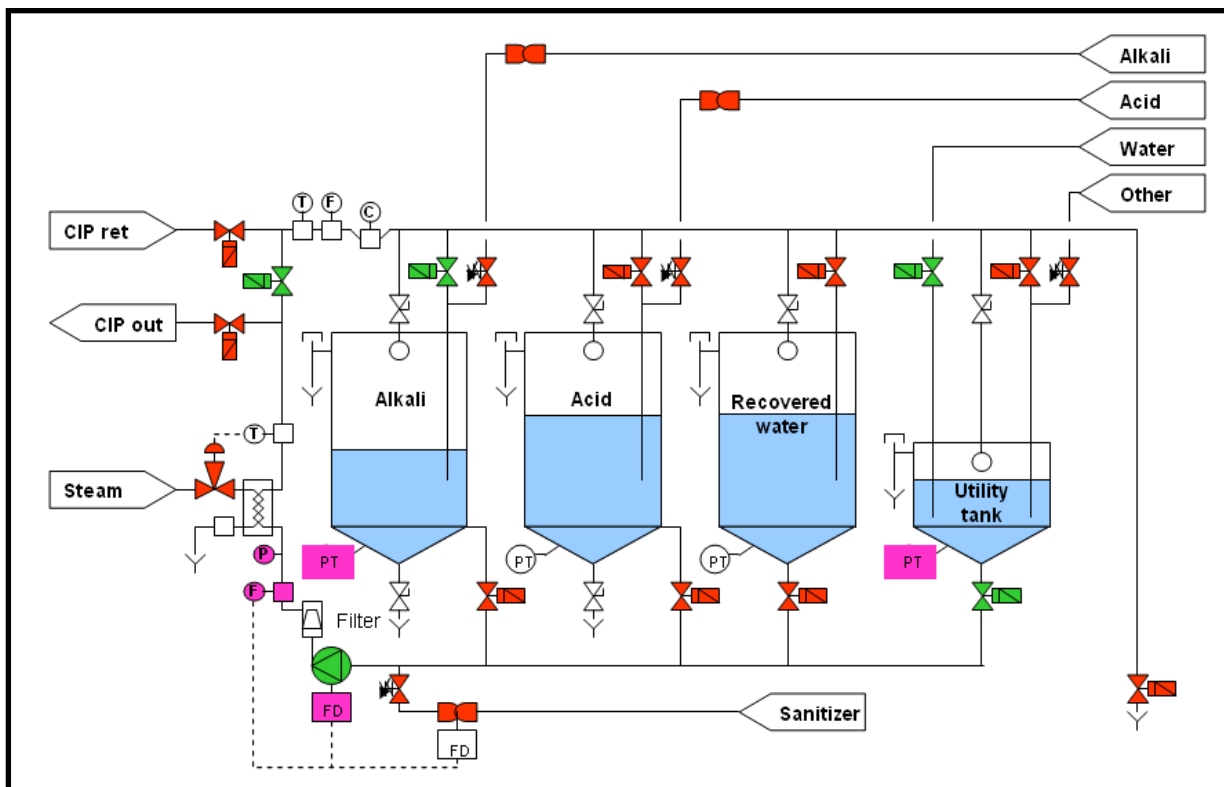 Alkali
Acid
Water
Other
T
F
C
CIP ret
CIP out
Alkali
Acid
Recovered
water
T
Steam
Utility
tank
P
PT
PT
PT
PT
F
Filter
FD
Sanitizer
FD